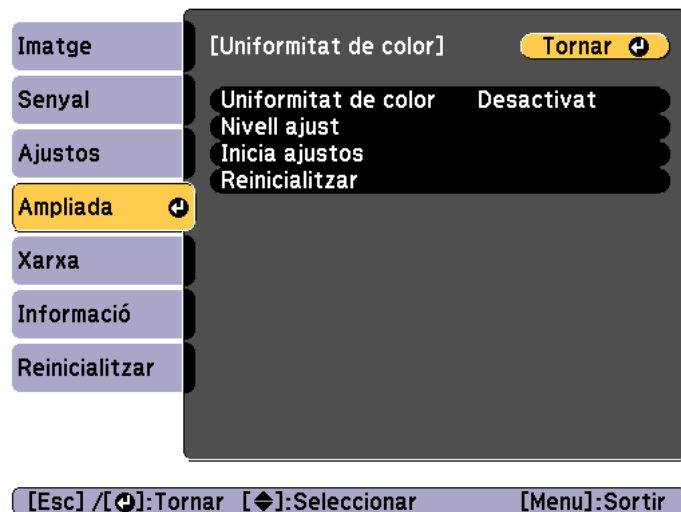 Imatge
Senyal
Ajustos
Ampliada
Xarxa
Informació
Reinicialitzar
[Uniformitat de color] Tornar
Uniformitat de color Desactivat
Nivell ajust
Inicia ajustos
Reinicialitzar
[Esc] /[⏎]:Tornar [◆]:Seleccionar [Menu]:Sortir